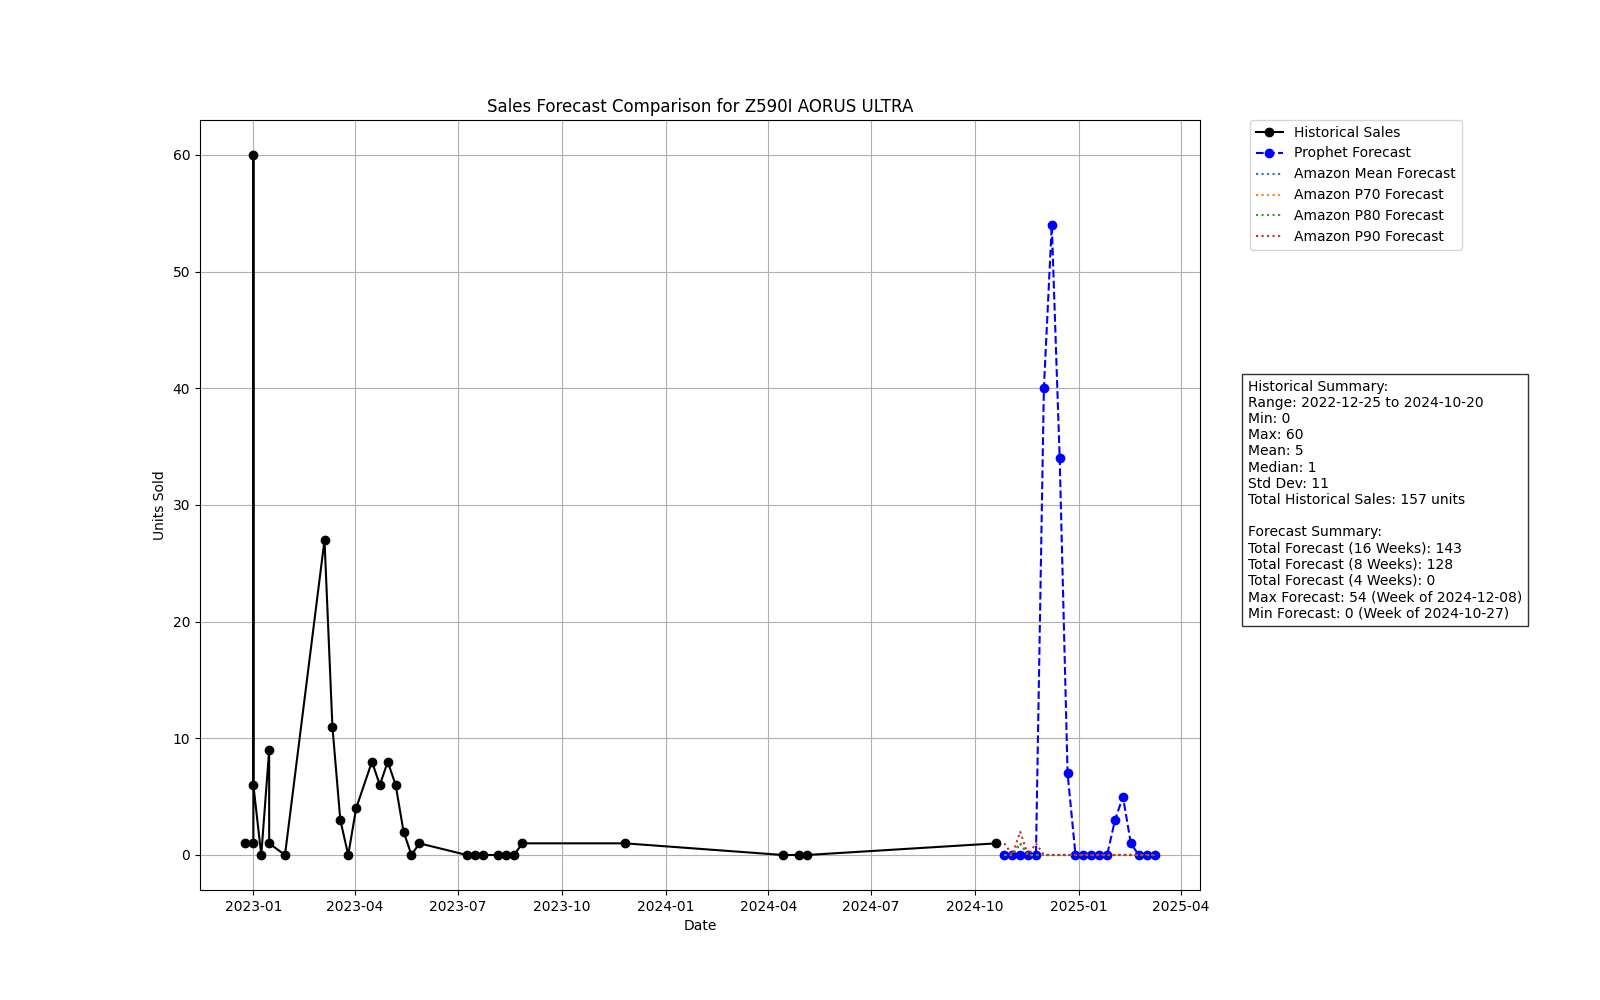 Sales Forecast Comparison for Z590I AORUS ULTRA
Historical Sales
Prophet Forecast
Amazon Mean Forecast
Amazon P70 Forecast
Amazon P80 Forecast
Amazon P90 Forecast
60
50
40
30
20
10
0
Units Sold
Historical Summary:
Range: 2022-12-25 to 2024-10-20
Min: 0
Max: 60
Mean: 5
Median: 1
Std Dev: 11
Total Historical Sales: 157 units
Forecast Summary:
Total Forecast (16 Weeks): 143
Total Forecast (8 Weeks): 128
Total Forecast (4 Weeks): 0
Max Forecast: 54 (Week of 2024-12-08)
Min Forecast: 0 (Week of 2024-10-27)
2023-01 2023-04 2023-07 2023-10 2024-01 2024-04 2024-07 2024-10 2025-01 2025-04
Date